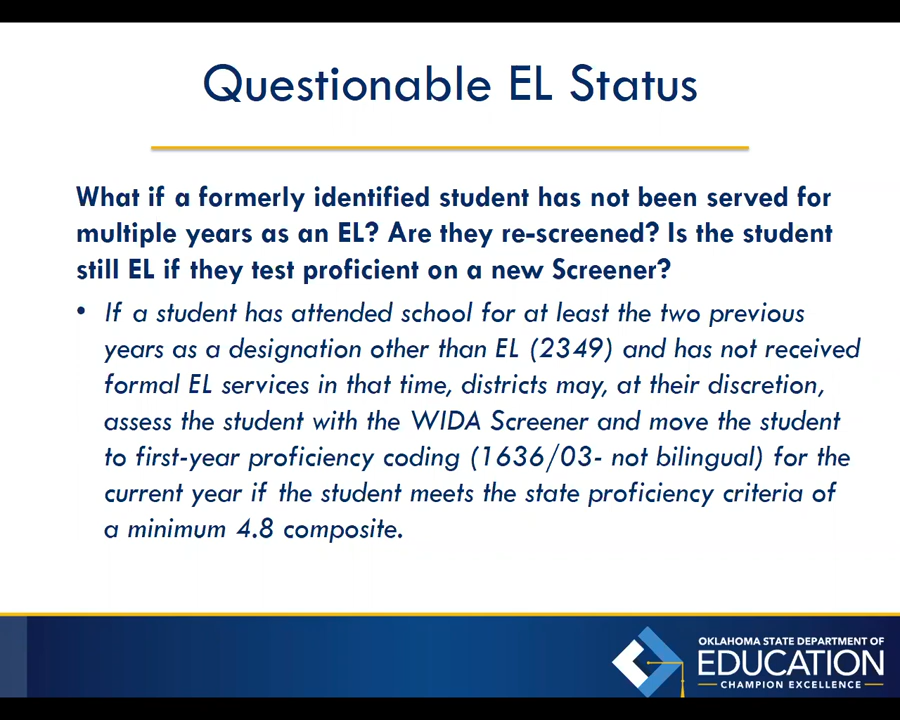 Questionable EL Status
What if a formerly identified student has not been served for
multiple years as an EL? Are they re-screened? Is the student
still EL if they test proficient on a new Screener?
• If a student has attended school for at least the two previous
years as a designation other than EL (2349) and has not received
formal EL services in that time, districts may, at their discretion,
assess the student with the WIDA Screener and move the student
to first-year proficiency coding (1636/03- not bilingual) for the
current year if the student meets the state proficiency criteria of
a minimum 4.8 composite.
OKLAHOMA STATE DEPARTMENT OF
EDUCATION
CHAMPION EXCELLENCE